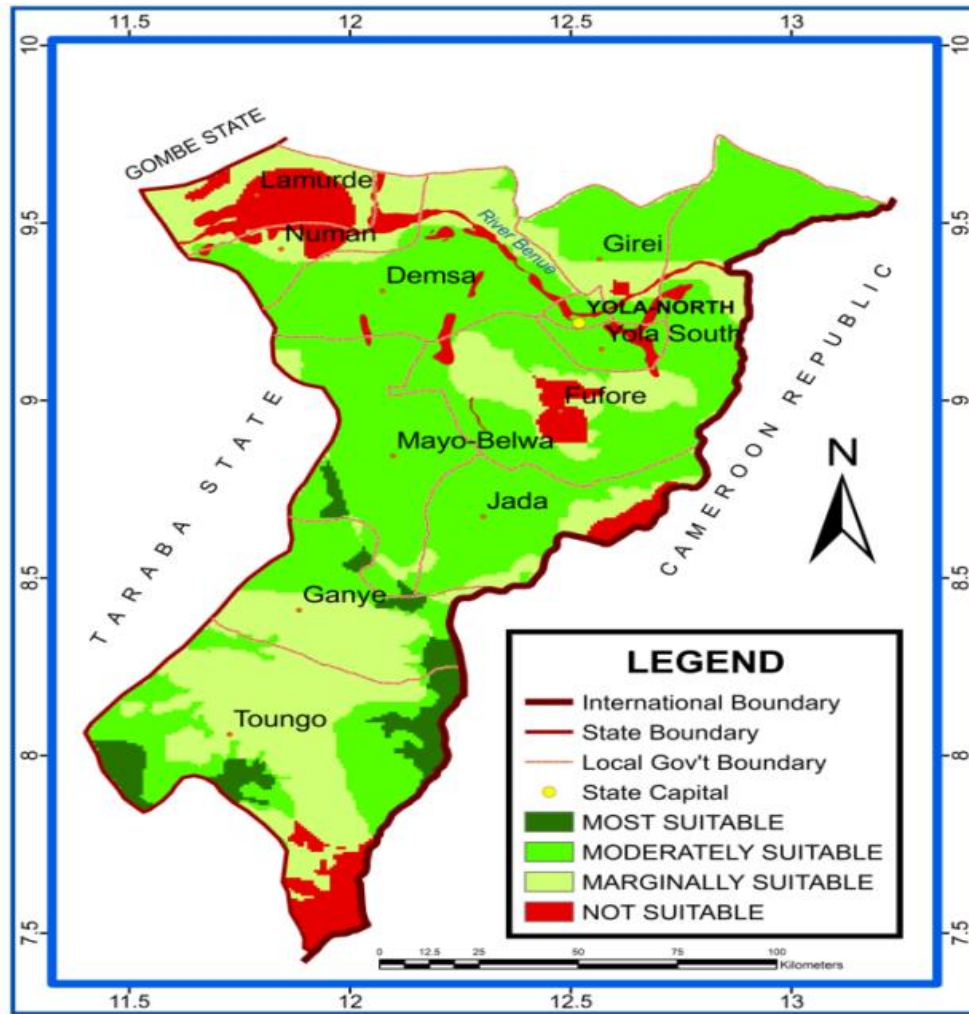 11.5 12 12.5 13
10 10
GOMBE STATE
Lamurde
9.5 9.5
Numan
River Benue
Girei
Demsa
YOLA-NORTH
Yola South
9 9
Fufore
Mayo-Belwa
TARABA STATE
CAMEROON REPUBLIC
N
Jada
8.5 8.5
Ganye
Toungo
8 8
7.5 7.5
LEGEND
International Boundary
State Boundary
Local Gov't Boundary
State Capital
MOST SUITABLE
MODERATELY SUITABLE
MARGINALLY SUITABLE
NOT SUITABLE
0 12.5 25 50 75 100
Kilometers
11.5 12 12.5 13